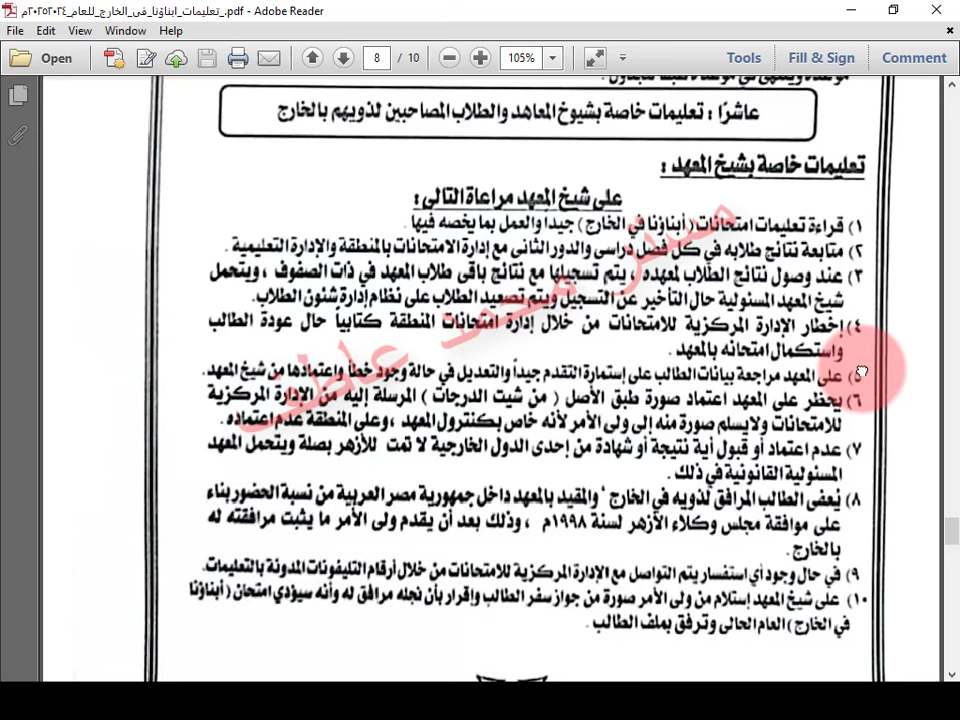 تعليمات_ابناؤنا_فى_الخارج_للعام_٢٠٢٤-٢٠٢٥م_.pdf - Adobe Reader
File Edit View Window Help
Open 8 / 10 105% Tools Fill & Sign Comment
عاشرًا : تعليمات خاصة بشيوخ المعاهد والطلاب المصاحبين لذويهم بالخارج
تعليمات خاصة بشيخ المعهد :
على شيخ المعهد مراعاة التالى :
١) قراءة تعليمات امتحانات ( أبناؤنا في الخارج ) جيدا والعمل بما يخصه فيها .
٢) متابعة نتائج طلابه في كل فصل دراسى والدور الثانى مع إدارة الامتحانات بالمنطقة والإدارة التعليمية .
٣) عند وصول نتائج الطلاب لمعهده ، يتم تسجيلها مع نتائج باقى طلاب المعهد في ذات الصفوف ، ويتحمل
شيخ المعهد المسئولية حال التأخير عن التسجيل ويتم تصعيد الطلاب على نظام إدارة شئون الطلاب.
٤) إخطار الإدارة المركزية للامتحانات من خلال إدارة امتحانات المنطقة كتابياً حال عودة الطالب
واستكمال امتحانه بالمعهد .
٥) على المعهد مراجعة بيانات الطالب على إستمارة التقدم جيداً والتعديل في حالة وجود خطأ واعتمادها من شيخ المعهد.
٦) يحظر على المعهد اعتماد صورة طبق الأصل ( من شيت الدرجات ) المرسلة إليه من الإدارة المركزية
للامتحانات ولا يسلم صورة منه إلى ولى الأمر لأنه خاص بكنترول المعهد ، وعلى المنطقة عدم اعتماده .
٧) عدم اعتماد أو قبول أية نتيجة أو شهادة من إحدى الدول الخارجية لا تمت للأزهر بصلة ويتحمل المعهد
المسئولية القانونية في ذلك .
٨) يُعفى الطالب المرافق لذويه في الخارج والمقيد بالمعهد داخل جمهورية مصر العربية من نسبة الحضور بناء
على موافقة مجلس وكلاء الأزهر لسنة ١٩٩٨م ، وذلك بعد أن يقدم ولى الأمر ما يثبت مرافقته له
بالخارج .
٩) في حال وجود أي استفسار يتم التواصل مع الإدارة المركزية للامتحانات من خلال أرقام التليفونات المدونة بالتعليمات.
١٠) على شيخ المعهد إستلام من ولى الأمر صورة من جواز سفر الطالب وإقرار بأن نجله مرافق له وأنه سيؤدي امتحان ( أبناؤنا
في الخارج ) العام الحالى وترفق بملف الطالب .
مستر محمد عاطف